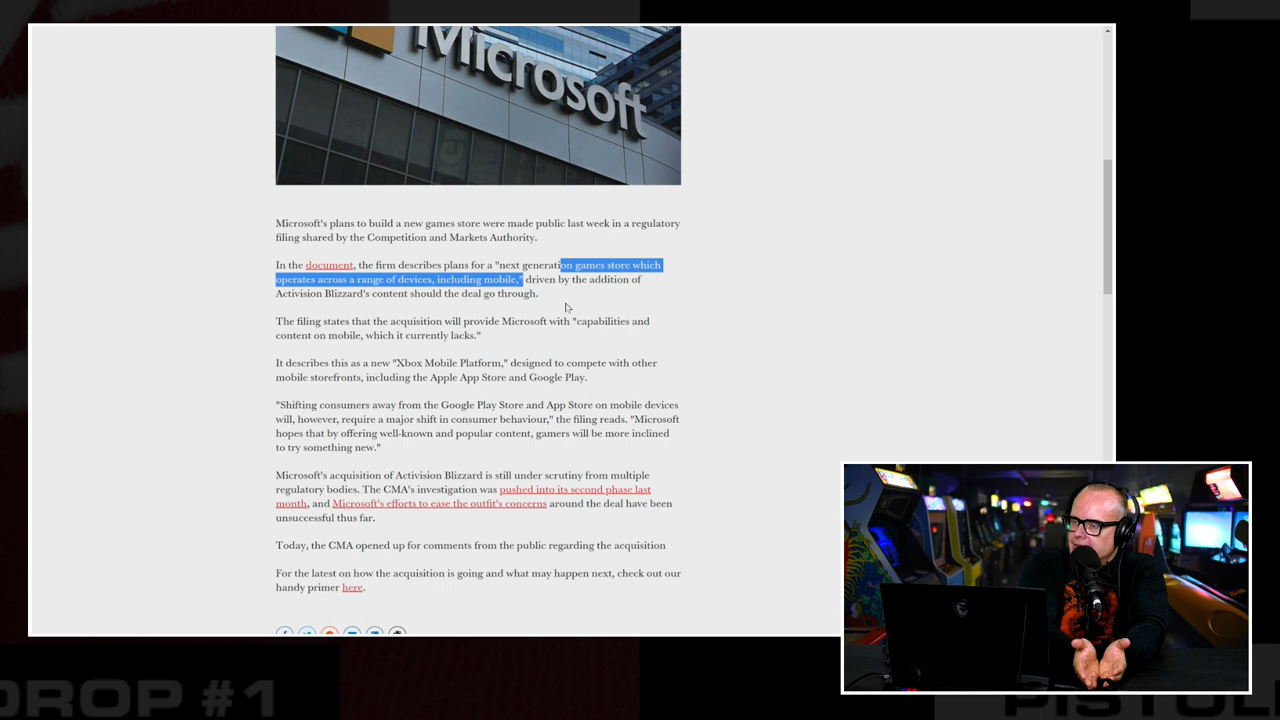 Microsoft
Microsoft's plans to build a new games store were made public last week in a regulatory
filing shared by the Competition and Markets Authority.
In the document, the firm describes plans for a "next generation games store which
operates across a range of devices, including mobile," driven by the addition of
Activision Blizzard's content should the deal go through.
The filing states that the acquisition will provide Microsoft with "capabilities and
content on mobile, which it currently lacks."
It describes this as a new "Xbox Mobile Platform," designed to compete with other
mobile storefronts, including the Apple App Store and Google Play.
"Shifting consumers away from the Google Play Store and App Store on mobile devices
will, however, require a major shift in consumer behaviour," the filing reads. "Microsoft
hopes that by offering well-known and popular content, gamers will be more inclined
to try something new."
Microsoft's acquisition of Activision Blizzard is still under scrutiny from multiple
regulatory bodies. The CMA's investigation was pushed into its second phase last
month, and Microsoft's efforts to ease the outfit's concerns around the deal have been
unsuccessful thus far.
Today, the CMA opened up for comments from the public regarding the acquisition
For the latest on how the acquisition is going and what may happen next, check out our
handy primer here.
DROP #1